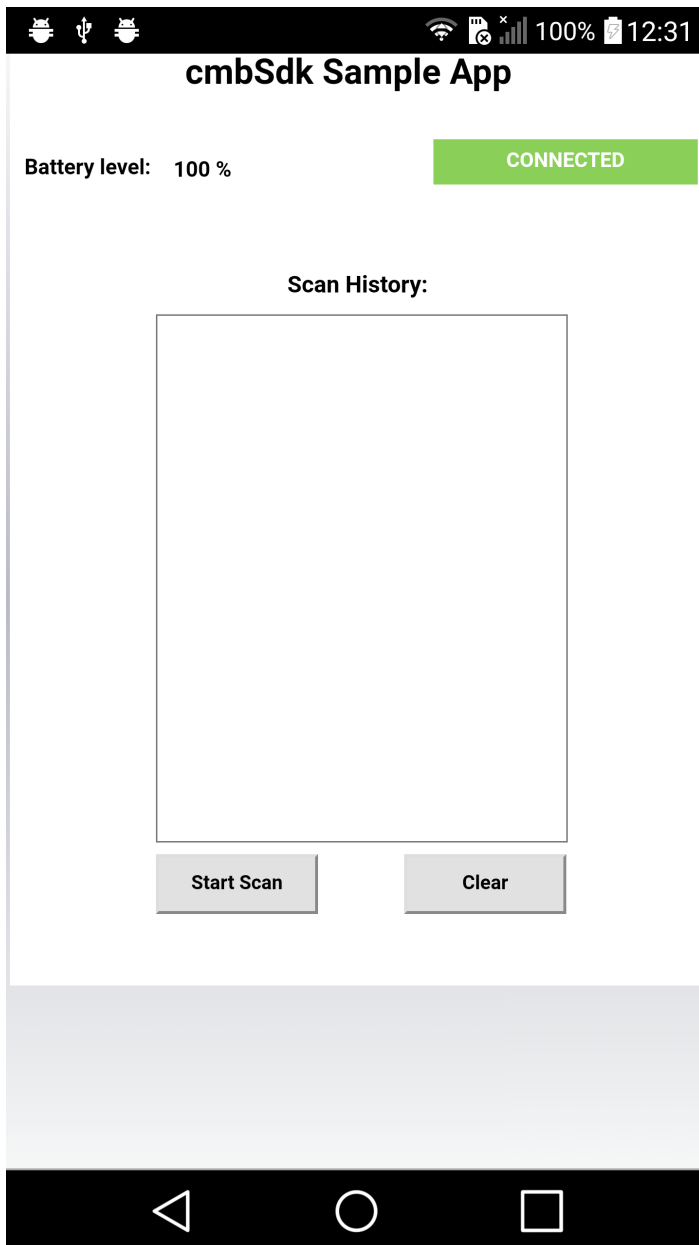 100% 12:31
cmbSdk Sample App
Battery level: 100 % CONNECTED
Scan History:
Start Scan Clear